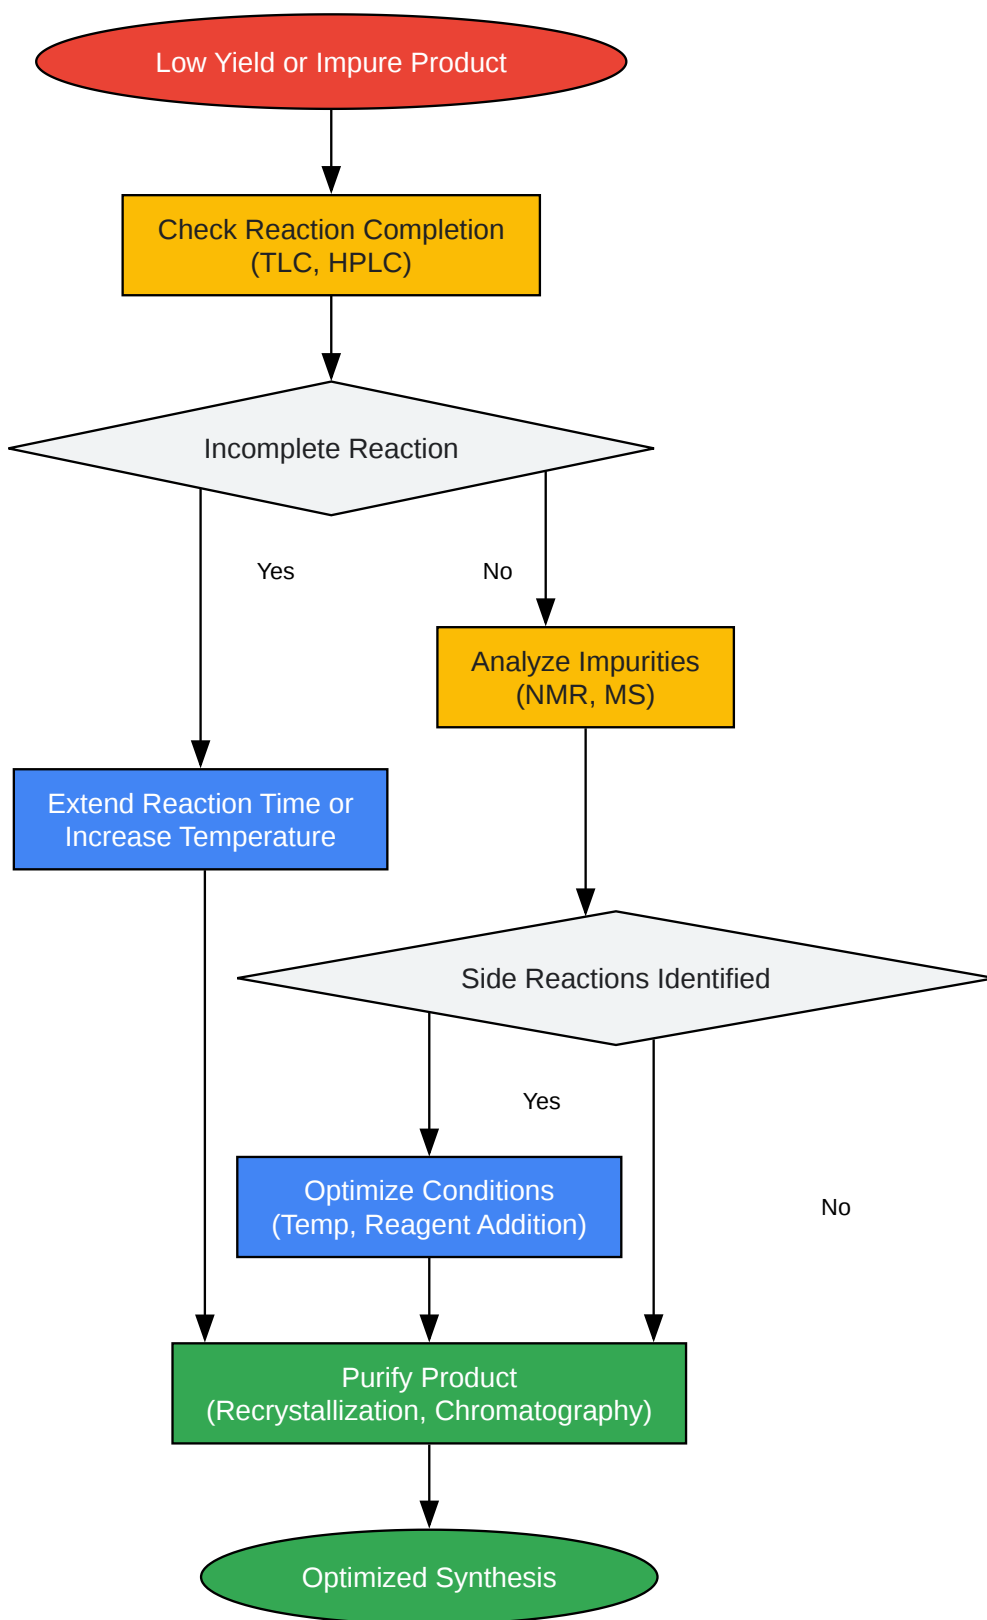 Low Yield or Impure Product
Check Reaction Completion
(TLC, HPLC)
Incomplete Reaction
Yes
No
Analyze Impurities
(NMR, MS)
Extend Reaction Time or
Increase Temperature
Side Reactions Identified
Yes
Optimize Conditions
(Temp, Reagent Addition)
No
Purify Product
(Recrystallization, Chromatography)
Optimized Synthesis